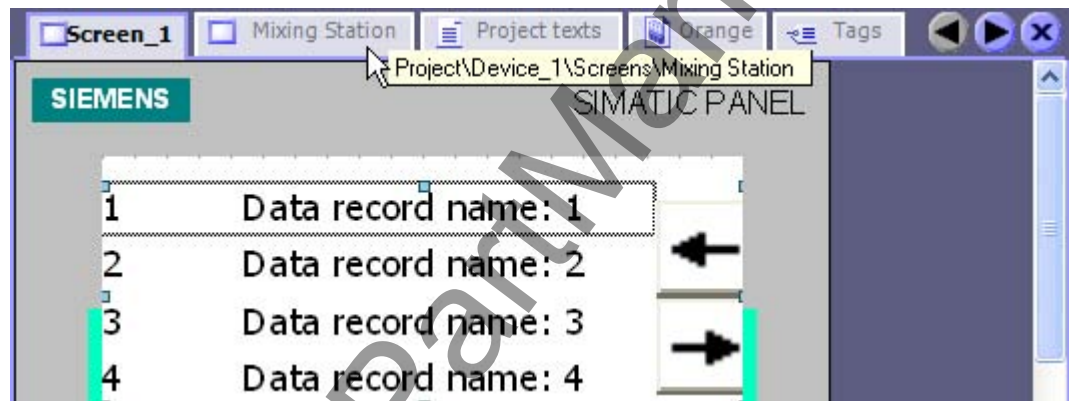 Screen_1 Mixing Station Project texts Orange Tags
Project\Device_1\Screens\Mixing Station
SIEMENS SIMATIC PANEL
1 Data record name: 1
2 Data record name: 2
3 Data record name: 3
4 Data record name: 4